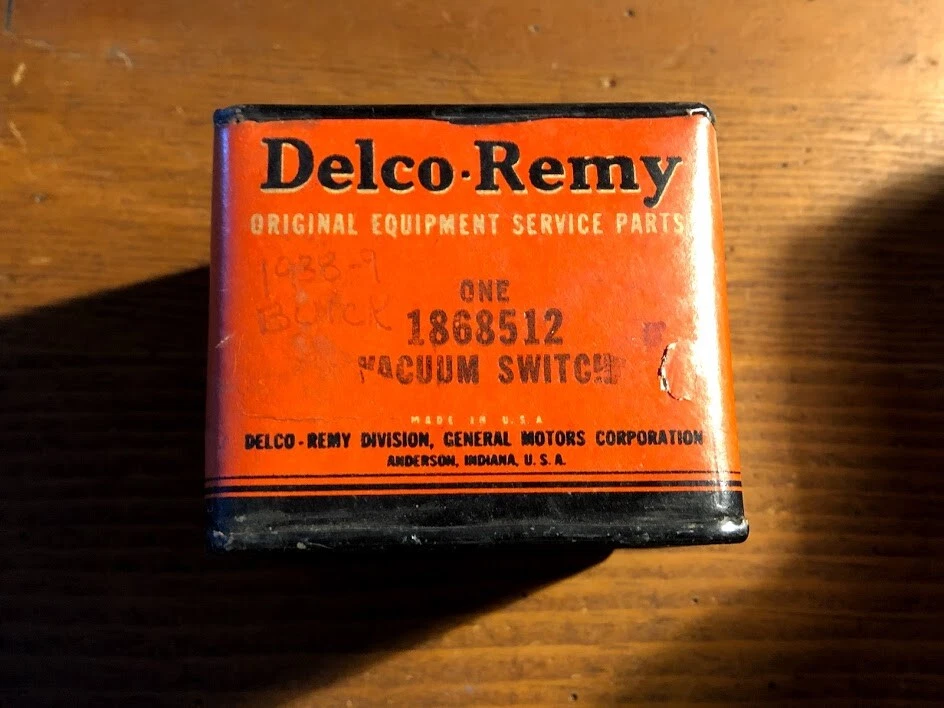 Delco-Remy
ORIGINAL EQUIPMENT SERVICE PARTS
1938-9
BUICK
ONE
1868512
VACUUM SWITCH
MADE IN U.S.A
DELCO-REMY DIVISION, GENERAL MOTORS CORPORATION
ANDERSON, INDIANA, U.S.A.